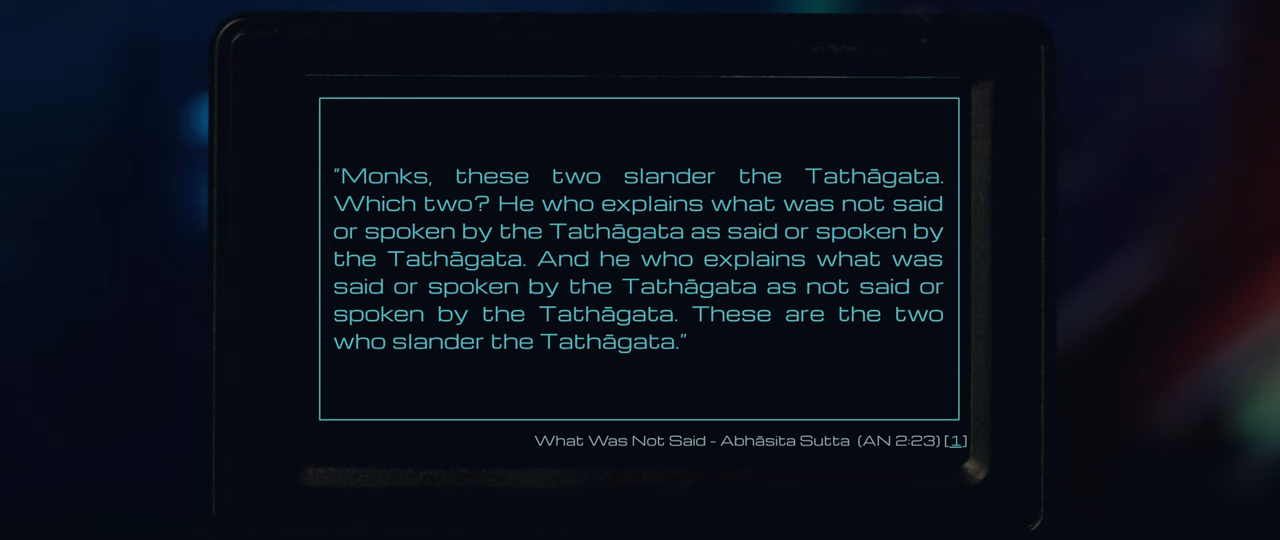 “Monks, these two slander the Tathāgata.
Which two? He who explains what was not said
or spoken by the Tathāgata as said or spoken by
the Tathāgata. And he who explains what was
said or spoken by the Tathāgata as not said or
spoken by the Tathāgata. These are the two
who slander the Tathāgata.”
What Was Not Said - Abhāsita Sutta (AN 2:23) [1]